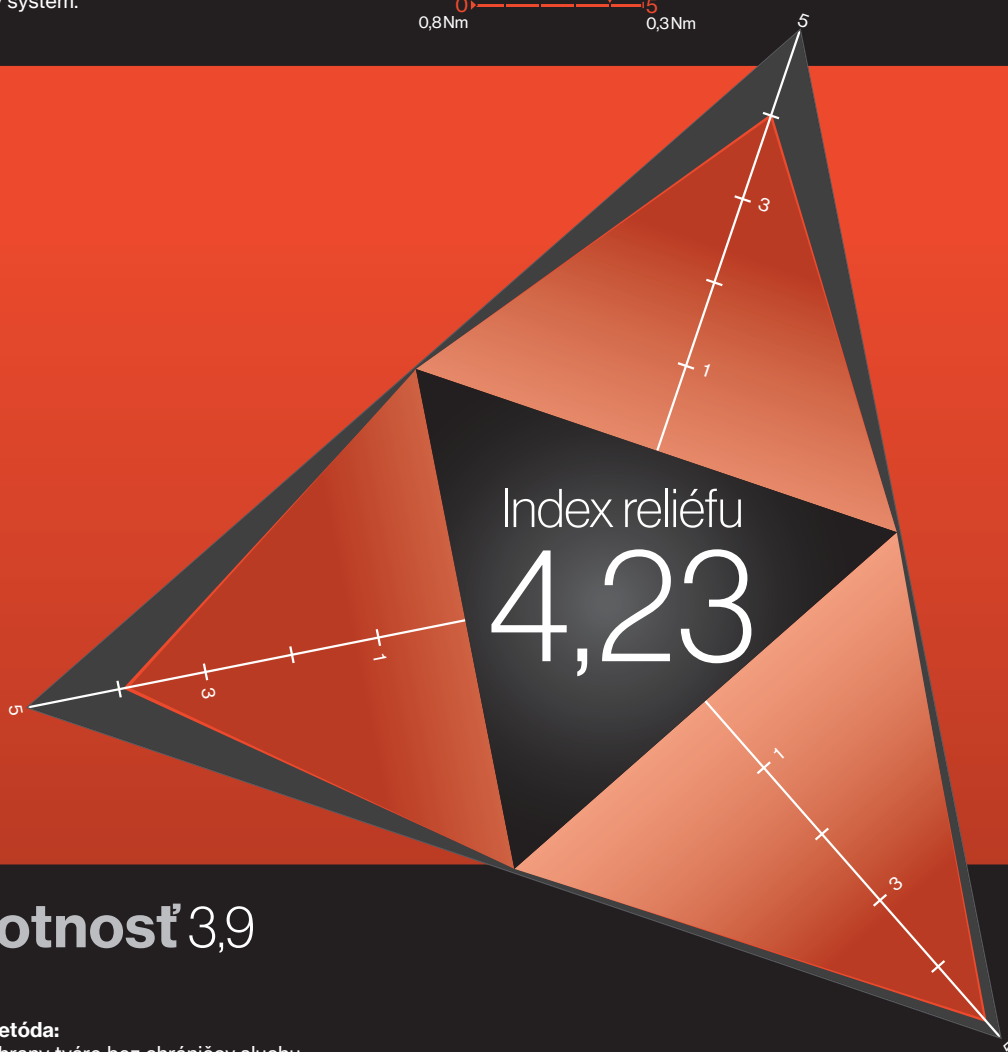 systém.
0 5
0,8 Nm 0,3 Nm
5
3
1
Index reliéfu
4,23
1
3
5
1
3
otnosť 3,9
etóda: